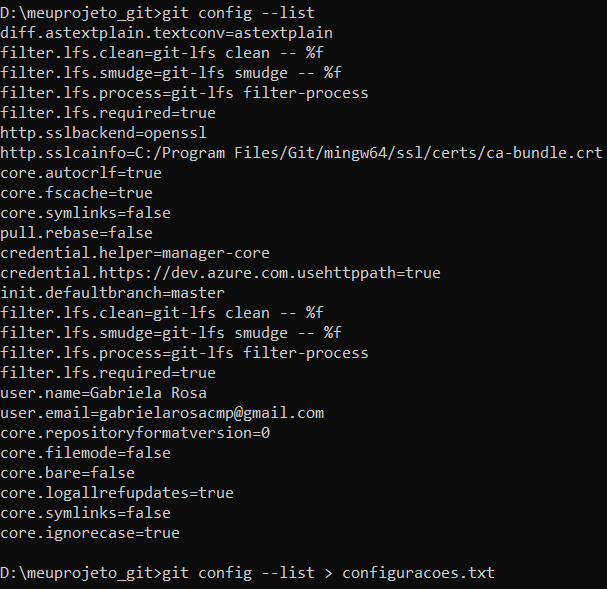 D:\meuprojeto_git>git config --list
diff.astextplain.textconv=astextplain
filter.lfs.clean=git-lfs clean -- %f
filter.lfs.smudge=git-lfs smudge -- %f
filter.lfs.process=git-lfs filter-process
filter.lfs.required=true
http.sslbackend=openssl
http.sslcainfo=C:/Program Files/Git/mingw64/ssl/certs/ca-bundle.crt
core.autocrlf=true
core.fscache=true
core.symlinks=false
pull.rebase=false
credential.helper=manager-core
credential.https://dev.azure.com.usehttppath=true
init.defaultbranch=master
filter.lfs.clean=git-lfs clean -- %f
filter.lfs.smudge=git-lfs smudge -- %f
filter.lfs.process=git-lfs filter-process
filter.lfs.required=true
user.name=Gabriela Rosa
user.email=gabrielarosacmp@gmail.com
core.repositoryformatversion=0
core.filemode=false
core.bare=false
core.logallrefupdates=true
core.symlinks=false
core.ignorecase=true
D:\meuprojeto_git>git config --list > configuracoes.txt